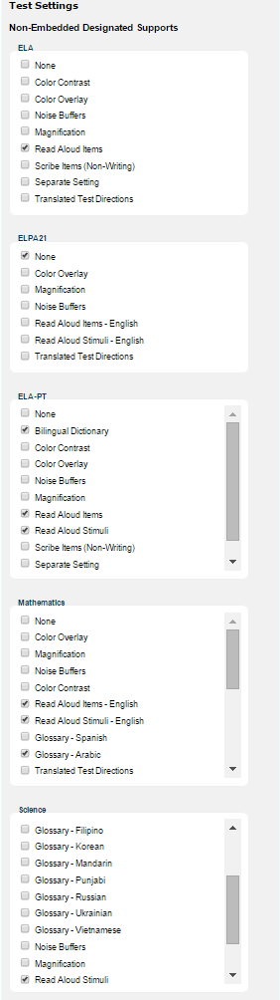 Test Settings
Non-Embedded Designated Supports
ELA
None
Color Contrast
Color Overlay
Noise Buffers
Magnification
Read Aloud Items
Scribe Items (Non-Writing)
Separate Setting
Translated Test Directions
ELPA21
None
Color Overlay
Magnification
Noise Buffers
Read Aloud Items - English
Read Aloud Stimuli - English
Translated Test Directions
ELA-PT
None
Bilingual Dictionary
Color Contrast
Color Overlay
Noise Buffers
Magnification
Read Aloud Items
Read Aloud Stimuli
Scribe Items (Non-Writing)
Separate Setting
Mathematics
None
Color Overlay
Magnification
Noise Buffers
Color Contrast
Read Aloud Items - English
Read Aloud Stimuli - English
Glossary - Spanish
Glossary - Arabic
Translated Test Directions
Science
Glossary - Filipino
Glossary - Korean
Glossary - Mandarin
Glossary - Punjabi
Glossary - Russian
Glossary - Ukrainian
Glossary - Vietnamese
Noise Buffers
Magnification
Read Aloud Stimuli